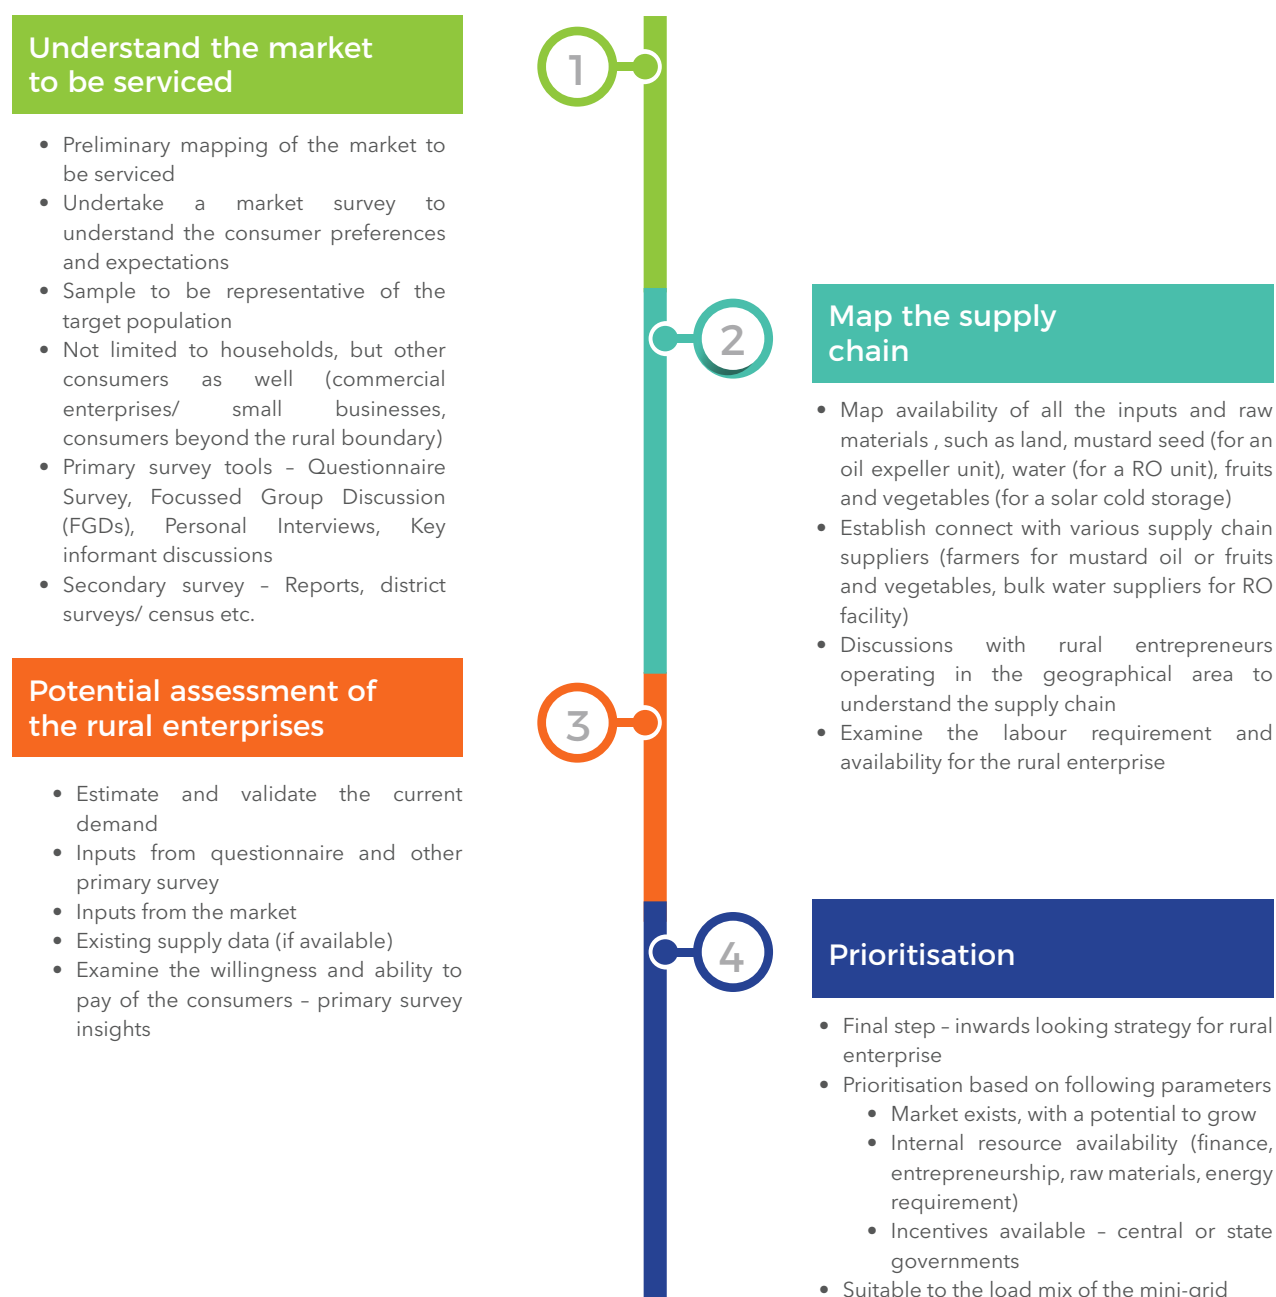 Understand the market
to be serviced
1
• Preliminary mapping of the market to
be serviced
• Undertake a market survey to
understand the consumer preferences
and expectations
• Sample to be representative of the
target population
• Not limited to households, but other
consumers as well (commercial
enterprises/ small businesses,
consumers beyond the rural boundary)
• Primary survey tools – Questionnaire
Survey, Focussed Group Discussion
(FGDs), Personal Interviews, Key
informant discussions
• Secondary survey – Reports, district
surveys/ census etc.
2
Map the supply
chain
• Map availability of all the inputs and raw
materials , such as land, mustard seed (for an
oil expeller unit), water (for a RO unit), fruits
and vegetables (for a solar cold storage)
• Establish connect with various supply chain
suppliers (farmers for mustard oil or fruits
and vegetables, bulk water suppliers for RO
facility)
• Discussions with rural entrepreneurs
operating in the geographical area to
understand the supply chain
• Examine the labour requirement and
availability for the rural enterprise
Potential assessment of
the rural enterprises
3
• Estimate and validate the current
demand
• Inputs from questionnaire and other
primary survey
• Inputs from the market
• Existing supply data (if available)
• Examine the willingness and ability to
pay of the consumers – primary survey
insights
4
Prioritisation
• Final step – inwards looking strategy for rural
enterprise
• Prioritisation based on following parameters
• Market exists, with a potential to grow
• Internal resource availability (finance,
entrepreneurship, raw materials, energy
requirement)
• Incentives available – central or state
governments
• Suitable to the load mix of the mini-grid